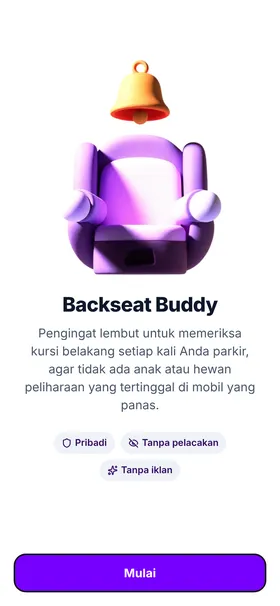 Backseat Buddy
Pengingat lembut untuk memeriksa
kursi belakang setiap kali Anda parkir,
agar tidak ada anak atau hewan
peliharaan yang tertinggal di mobil yang
panas.
Pribadi
Tanpa pelacakan
Tanpa iklan
Mulai